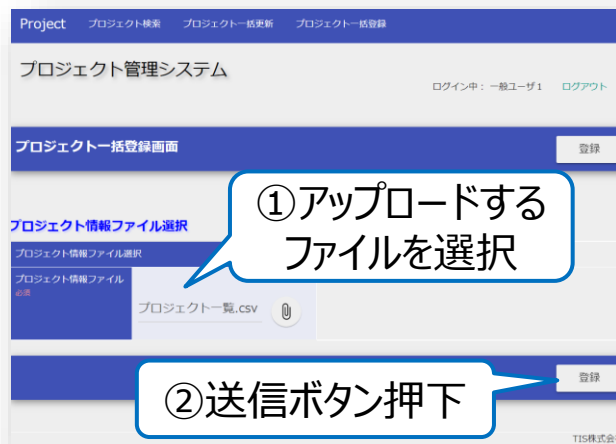 Project プロジェクト検索 プロジェクト一括更新 プロジェクト一括登録
プロジェクト管理システム
ログイン中： 一般ユーザ1 ログアウト
プロジェクト一括登録画面 登録
①アップロードする
ファイルを選択
プロジェクト情報ファイル選択
プロジェクト情報ファイル選択
プロジェクト情報ファイル
必須
プロジェクト一覧.csv
登録
②送信ボタン押下
TIS株式会